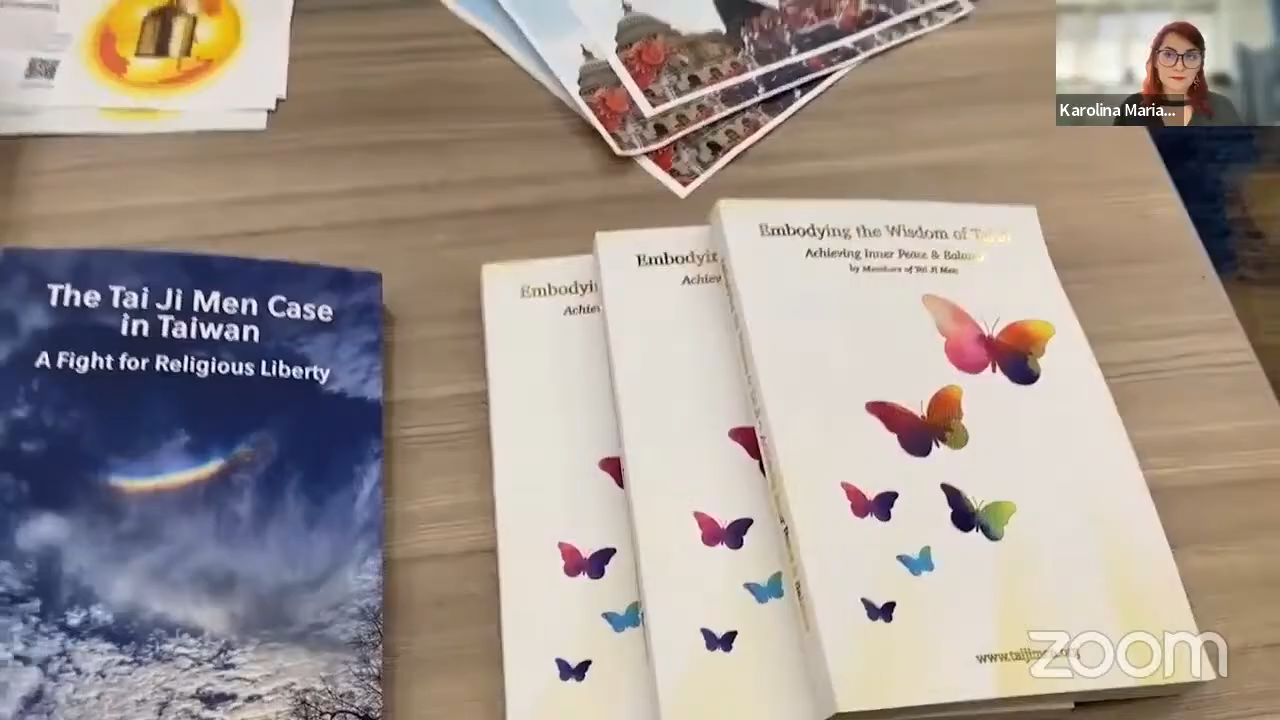 Karolina Maria...
The Tai Ji Men Case
in Taiwan
A Fight for Religious Liberty
Embodyi
Achie
Embodyir
Achiev
Embodying the Wisdom of
Achieving Inner Peace &
by Members of Tai Ji Men
zoom